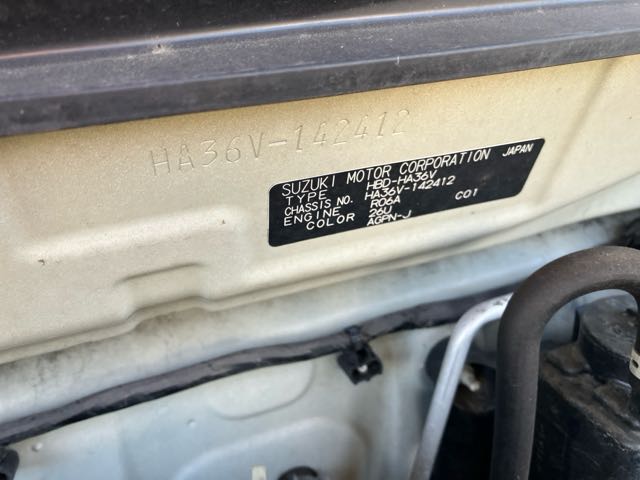 HA36V-142412
SUZUKI MOTOR CORPORATION JAPAN
TYPE HBD-HA36V
CHASSIS NO. HA36V-142412
ENGINE R06A C01
COLOR 26U
AGPN-J